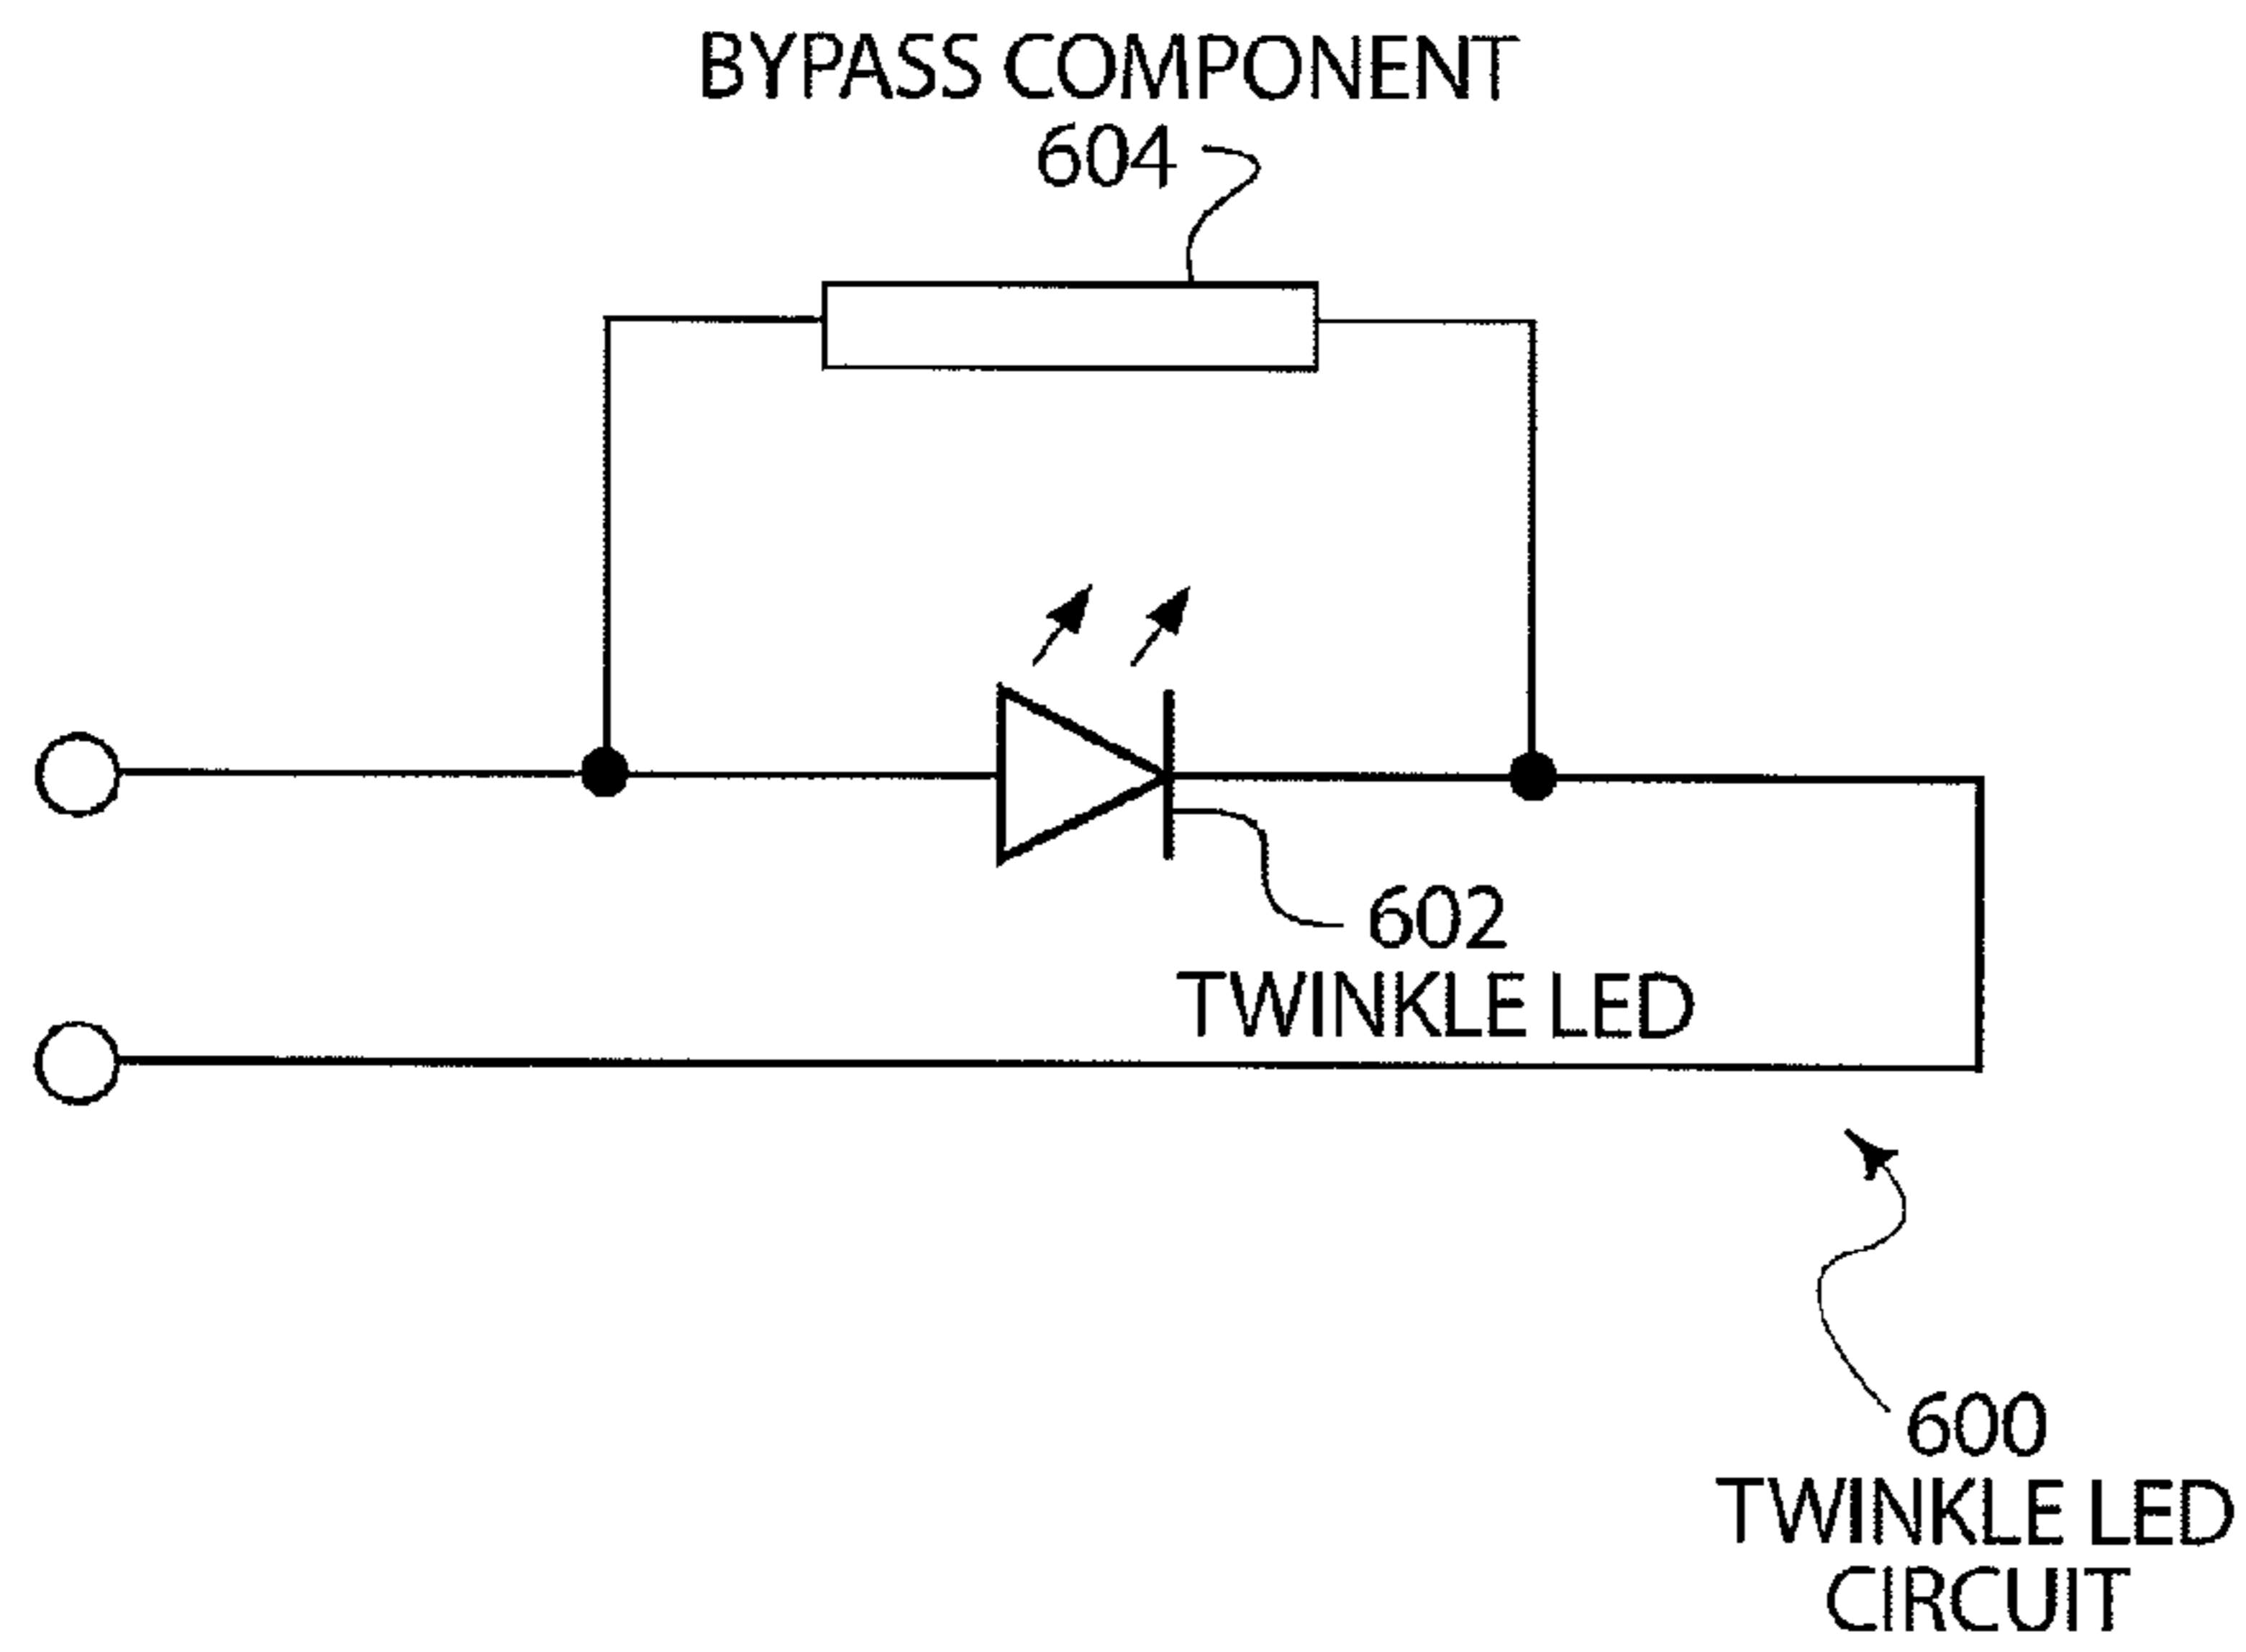 BYPASS COMPONENT
604
602
TWINKLE LED
600
TWINKLE LED
CIRCUIT